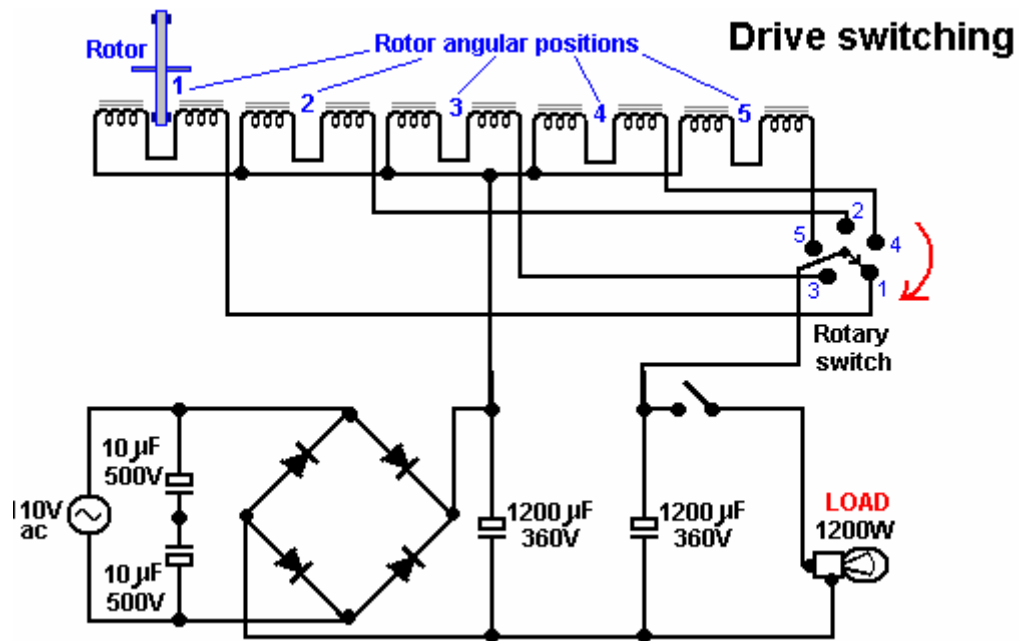 Drive switching
Rotor
Rotor angular positions
1
2
3
4
5
2
5
4
3
1
Rotary
switch
10 µF
500V
110V
ac
10 µF
500V
1200 µF
360V
1200 µF
360V
LOAD
1200W